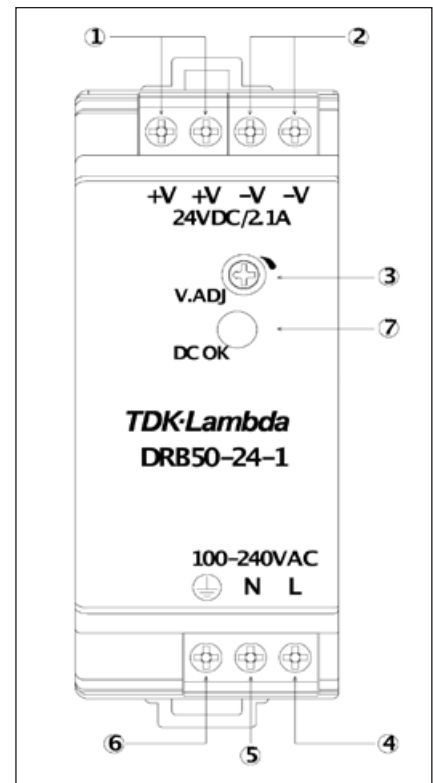 ① ②
+V +V -V -V
24VDC/2.1A
③
V.ADJ
⑦
DC OK
TDK·Lambda
DRB50-24-1
100-240VAC
N L
⑥ ⑤ ④